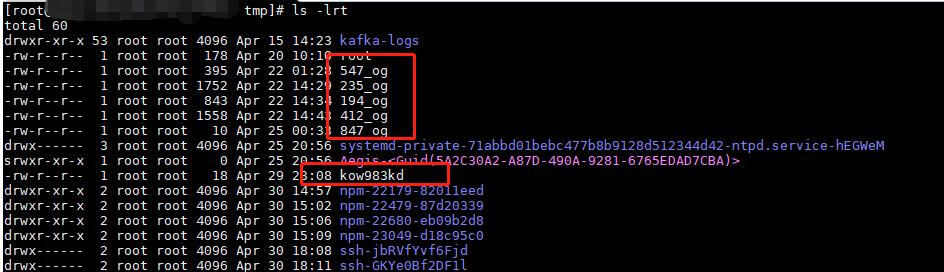 [root@ tmp]# ls -lrt
total 60
drwxr-xr-x 53 root root 4096 Apr 15 14:23 kafka-logs
-rw-r--r-- 1 root root 178 Apr 20 10:10 root
-rw-r--r-- 1 root root 395 Apr 22 01:28 547_og
-rw-r--r-- 1 root root 1752 Apr 22 14:29 235_og
-rw-r--r-- 1 root root 843 Apr 22 14:34 194_og
-rw-r--r-- 1 root root 1558 Apr 22 14:43 412_og
-rw-r--r-- 1 root root 10 Apr 25 00:33 847_og
drwx------ 3 root root 4096 Apr 25 20:56 systemd-private-71abbd01bebc477b8b9128d512344d42-ntpd.service-hEGWeM
srwxr-xr-x 1 root root 0 Apr 25 20:56 Aegis-<Guid(5A2C30A2-A87D-490A-9281-6765EDAD7CBA)>
-rw-r--r-- 1 root root 18 Apr 29 23:08 kow983kd
drwxr-xr-x 2 root root 4096 Apr 30 14:57 npm-22179-82011eed
drwxr-xr-x 2 root root 4096 Apr 30 15:02 npm-22479-87d20339
drwxr-xr-x 2 root root 4096 Apr 30 15:06 npm-22680-eb09b2d8
drwxr-xr-x 2 root root 4096 Apr 30 15:09 npm-23049-d18c95c0
drwx------ 2 root root 4096 Apr 30 18:08 ssh-jbRVfYvf6Fjd
drwx------ 2 root root 4096 Apr 30 18:11 ssh-GKYe0Bf2DF1l